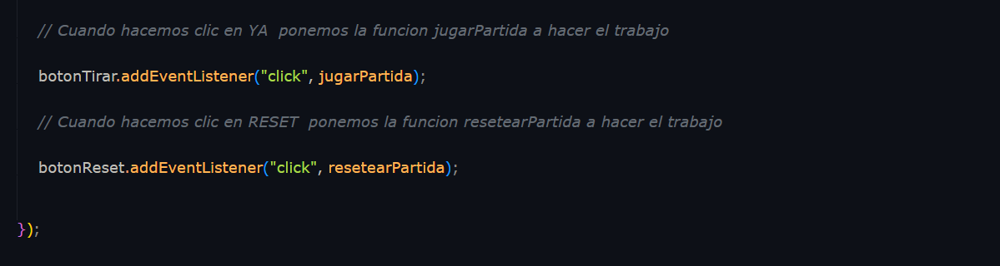 // Cuando hacemos clic en YA  ponemos la funcion jugarPartida a hacer el trabajo
botonTirar.addEventListener("click", jugarPartida);
// Cuando hacemos clic en RESET  ponemos la funcion resetearPartida a hacer el trabajo
botonReset.addEventListener("click", resetearPartida);
});